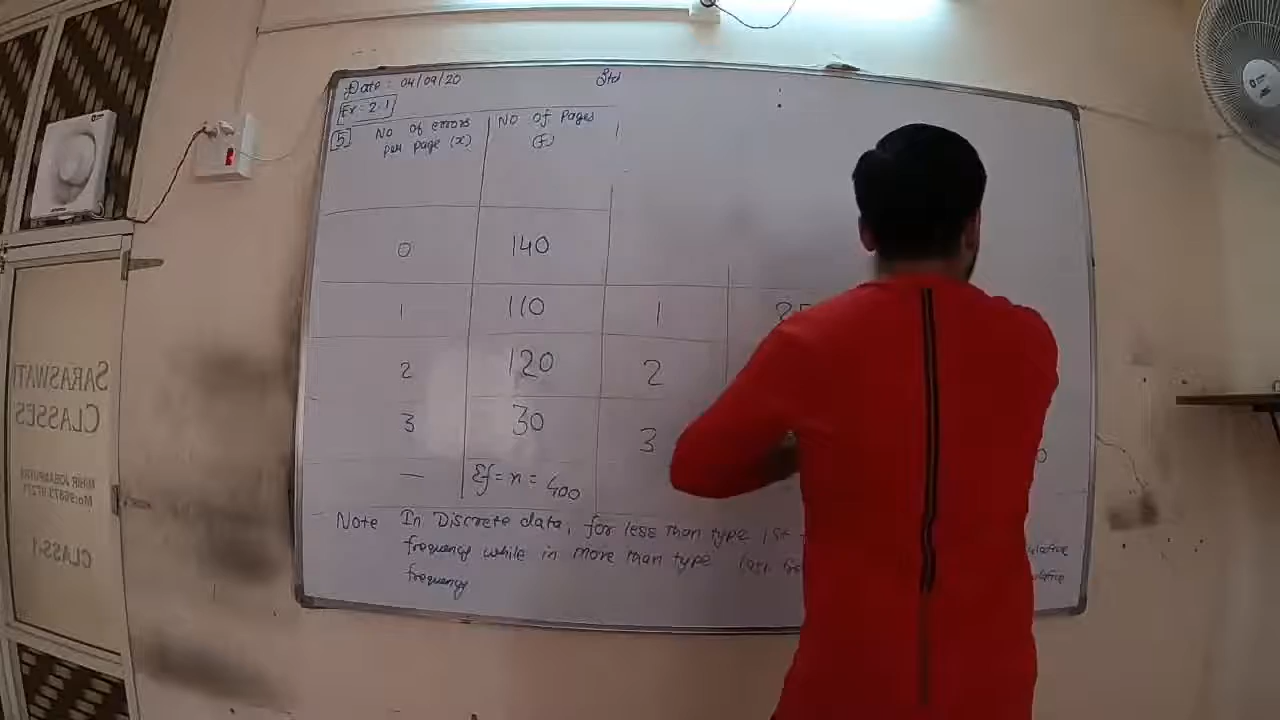 Date: 04/09/20
Std
Ex-2.1
[5] No of errors per page (x)
No of Pages (f)
0 140
1 110 1
2 120 2
3 30 3
— Σf = n = 400
Note In Discrete data, for less than type 1st
frequency while in more than type last
frequency
SARASWATI
CLASSES
CLASS-1